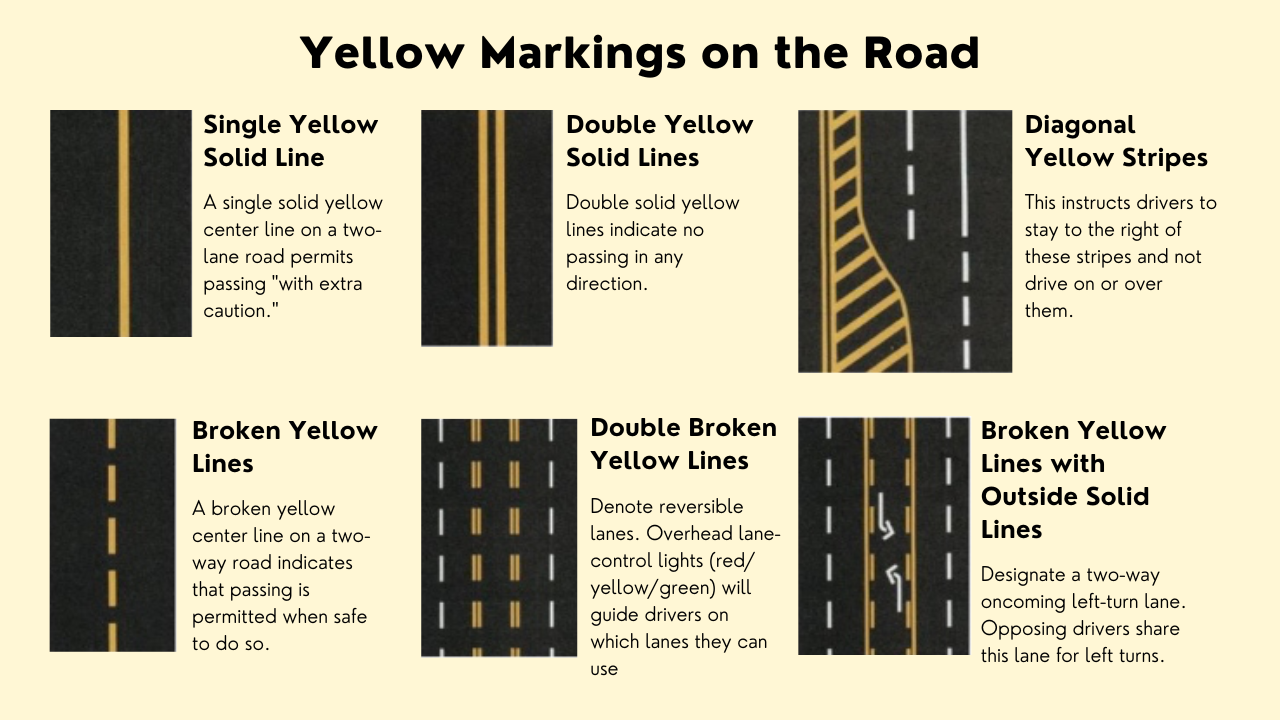 Yellow Markings on the Road
Single Yellow
Solid Line
A single solid yellow
center line on a two-
lane road permits
passing "with extra
caution."
Double Yellow
Solid Lines
Double solid yellow
lines indicate no
passing in any
direction.
Diagonal
Yellow Stripes
This instructs drivers to
stay to the right of
these stripes and not
drive on or over
them.
Broken Yellow
Lines
A broken yellow
center line on a two-
way road indicates
that passing is
permitted when safe
to do so.
Double Broken
Yellow Lines
Denote reversible
lanes. Overhead lane-
control lights (red/
yellow/green) will
guide drivers on
which lanes they can
use
Broken Yellow
Lines with
Outside Solid
Lines
Designate a two-way
oncoming left-turn lane.
Opposing drivers share
this lane for left turns.